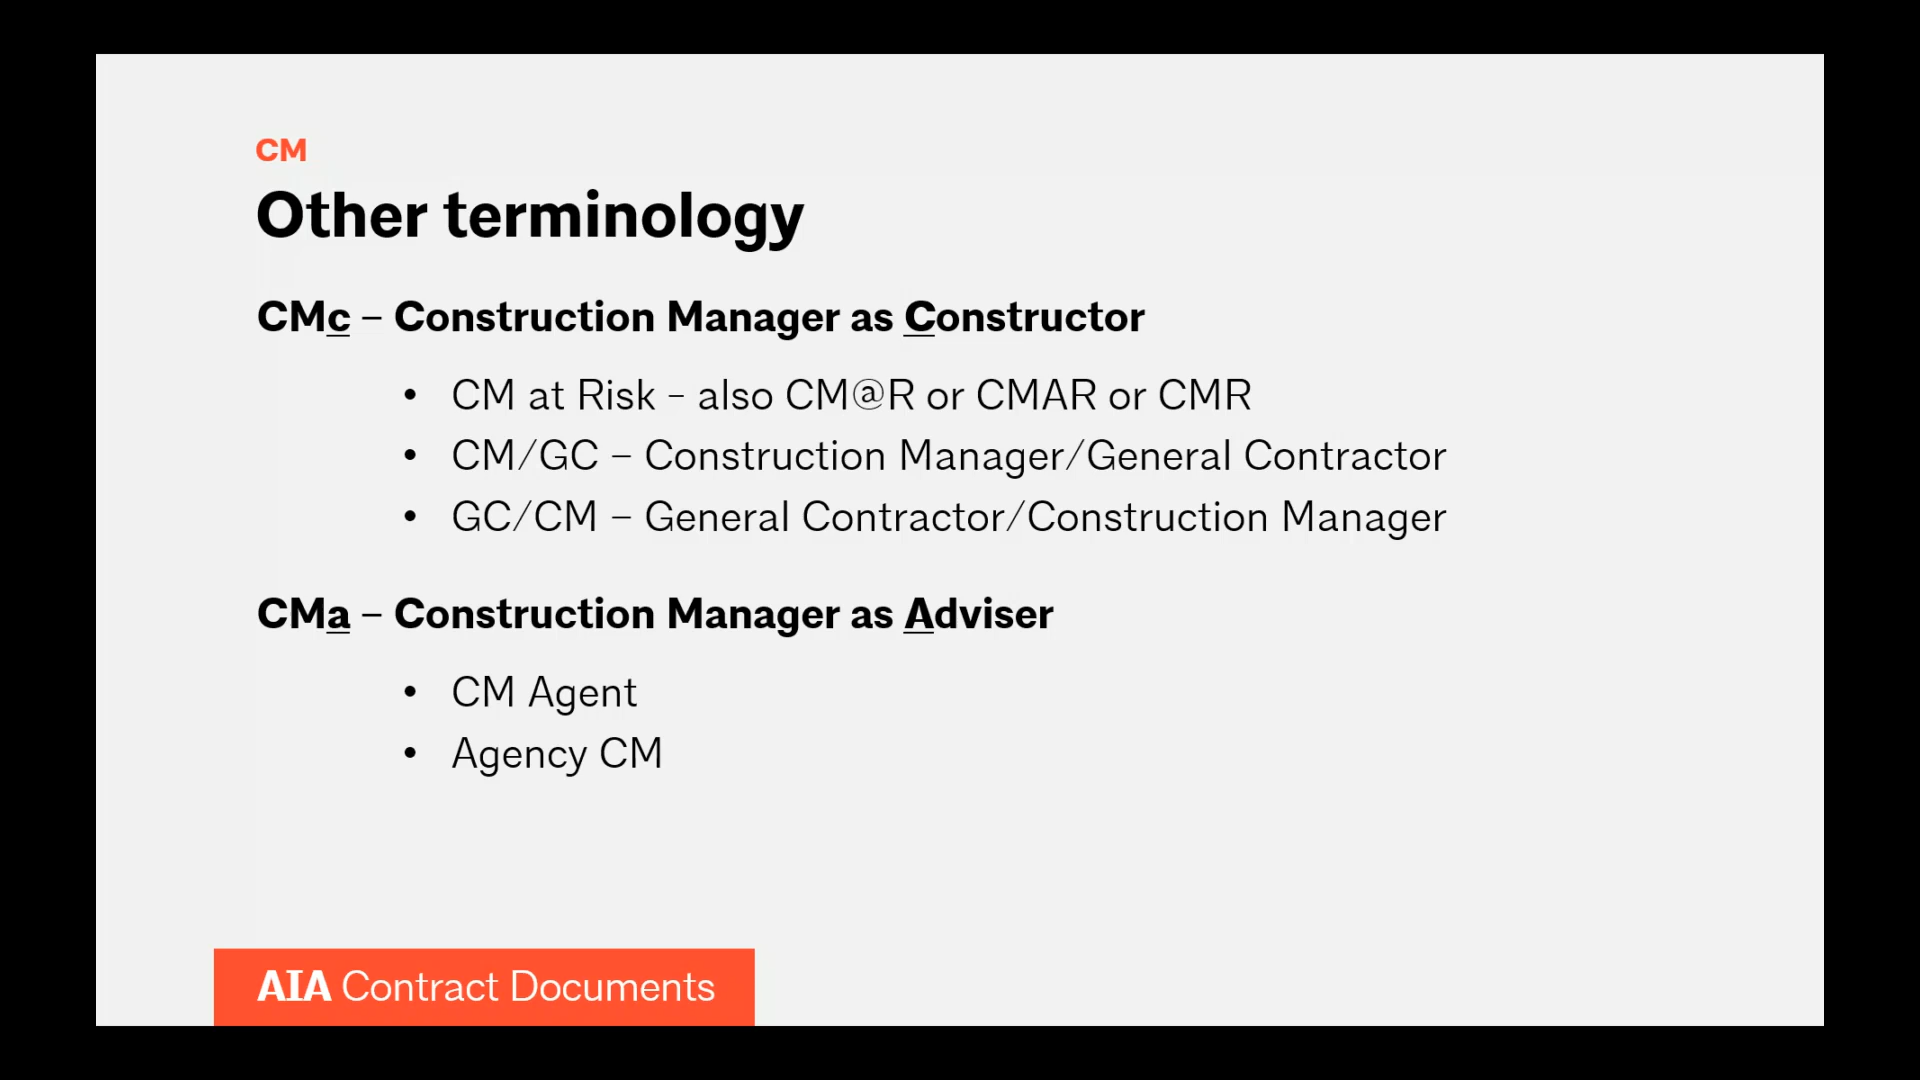 CM
Other terminology
CMc – Construction Manager as Constructor
• CM at Risk - also CM@R or CMAR or CMR
• CM/GC – Construction Manager/General Contractor
• GC/CM – General Contractor/Construction Manager
CMa – Construction Manager as Adviser
• CM Agent
• Agency CM
AIA Contract Documents